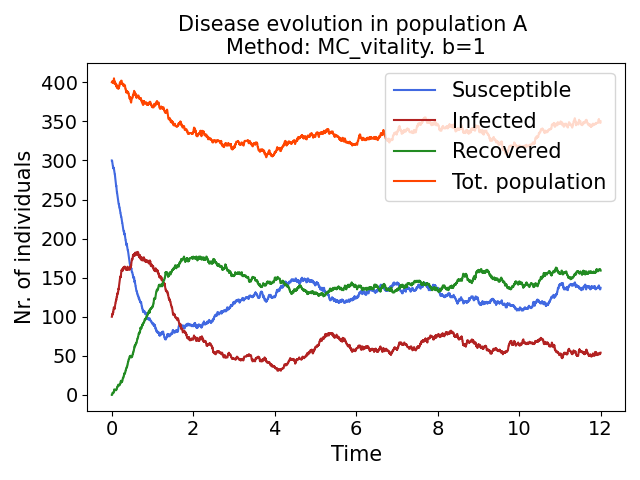 Disease evolution in population A
Method: MC_vitality. b=1
Nr. of individuals
400
350
300
250
200
150
100
50
0
Susceptible
Infected
Recovered
Tot. population
0 2 4 6 8 10 12
Time